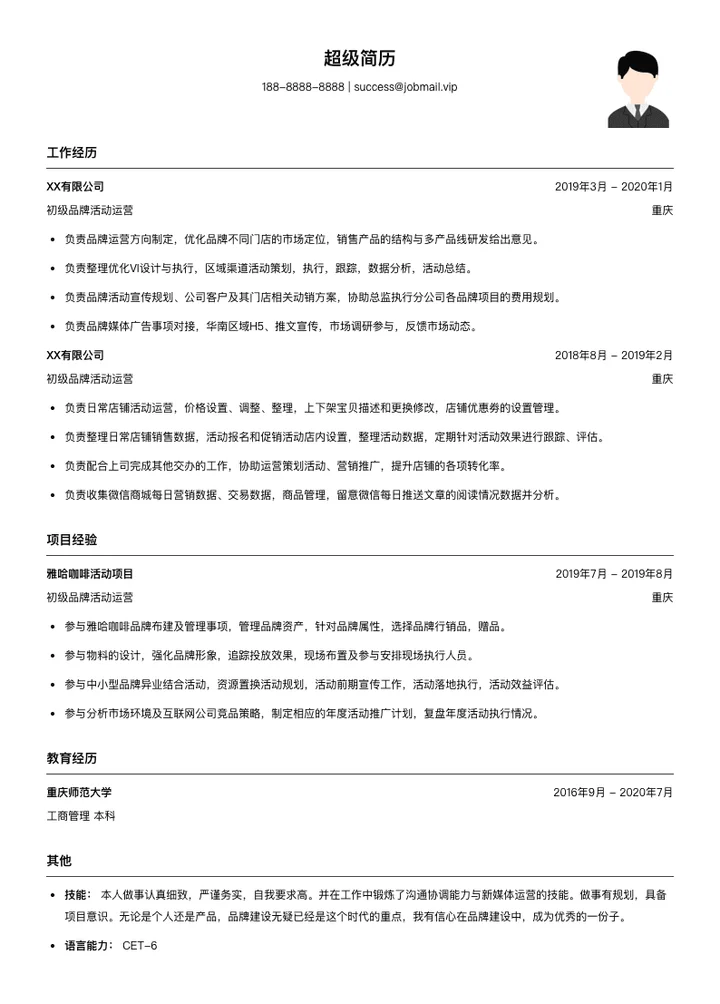 超级简历
188-8888-8888 | success@jobmail.vip
工作经历
XX有限公司 2019年3月 – 2020年1月
初级品牌活动运营 重庆
• 负责品牌运营方向制定，优化品牌不同门店的市场定位，销售产品的结构与多产品线研发给出意见。
• 负责整理优化VI设计与执行，区域渠道活动策划，执行，跟踪，数据分析，活动总结。
• 负责品牌活动宣传规划、公司客户及其门店相关动销方案，协助总监执行分公司各品牌项目的费用规划。
• 负责品牌媒体广告事项对接，华南区域H5、推文宣传，市场调研参与，反馈市场动态。
XX有限公司 2018年8月 – 2019年2月
初级品牌活动运营 重庆
• 负责日常店铺活动运营，价格设置、调整、整理，上下架宝贝描述和更换修改，店铺优惠券的设置管理。
• 负责整理日常店铺销售数据，活动报名和促销活动店内设置，整理活动数据，定期针对活动效果进行跟踪、评估。
• 负责配合上司完成其他交办的工作，协助运营策划活动、营销推广，提升店铺的各项转化率。
• 负责收集微信商城每日营销数据、交易数据，商品管理，留意微信每日推送文章的阅读情况数据并分析。
项目经验
雅哈咖啡活动项目 2019年7月 – 2019年8月
初级品牌活动运营 重庆
• 参与雅哈咖啡品牌布建及管理事项，管理品牌资产，针对品牌属性，选择品牌行销品，赠品。
• 参与物料的设计，强化品牌形象，追踪投放效果，现场布置及参与安排现场执行人员。
• 参与中小型品牌异业结合活动，资源置换活动规划，活动前期宣传工作，活动落地执行，活动效益评估。
• 参与分析市场环境及互联网公司竞品策略，制定相应的年度活动推广计划，复盘年度活动执行情况。
教育经历
重庆师范大学 2016年9月 – 2020年7月
工商管理 本科
其他
• 技能： 本人做事认真细致，严谨务实，自我要求高。并在工作中锻炼了沟通协调能力与新媒体运营的技能。做事有规划，具备
项目意识。无论是个人还是产品，品牌建设无疑已经是这个时代的重点，我有信心在品牌建设中，成为优秀的一份子。
• 语言能力： CET-6